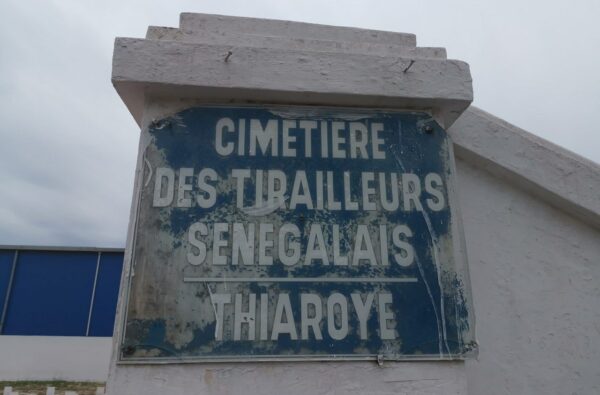 CIMETIERE
DES TIRAILLEURS
SENEGALAIS
THIAROYE